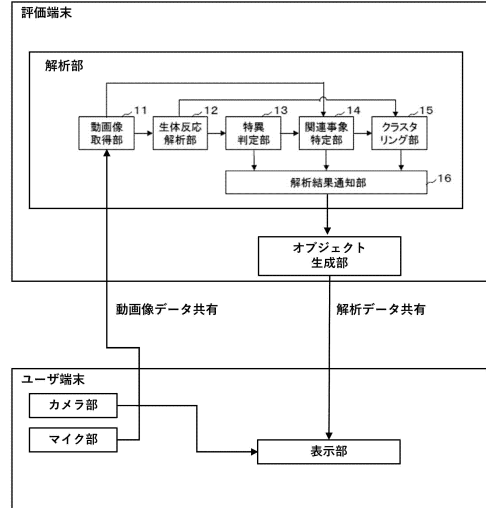 評価端末
解析部
11
12
13
14
15
動画像
取得部
生体反応
解析部
特異
判定部
関連事象
特定部
クラスタ
リング部
解析結果通知部
16
オブジェクト
生成部
動画像データ共有
解析データ共有
ユーザ端末
カメラ部
マイク部
表示部